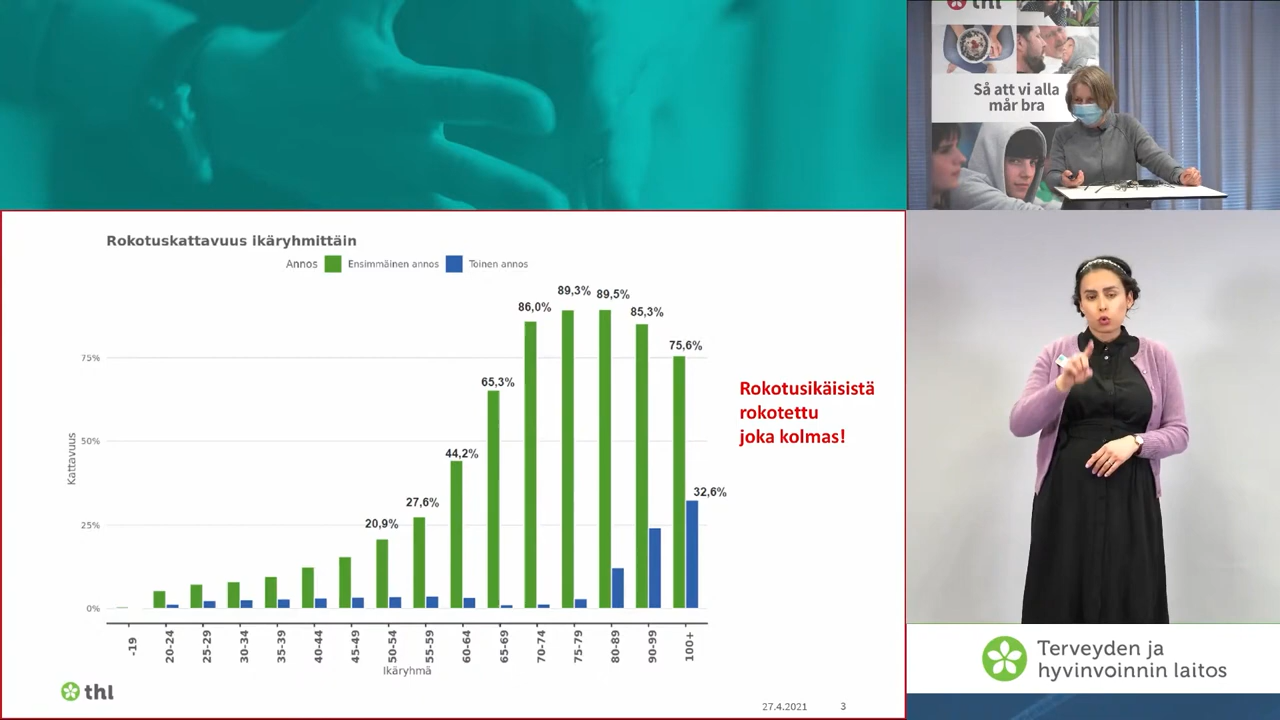 thl
Så att vi alla
mår bra
Rokotuskattavuus ikäryhmittäin
Annos Ensimmäinen annos Toinen annos
89,3% 89,5%
86,0% 85,3%
75,6%
65,3%
44,2%
27,6%
20,9%
32,6%
Kattavuus
75%
50%
25%
0%
-19 20-24 25-29 30-34 35-39 40-44 45-49 50-54 55-59 60-64 65-69 70-74 75-79 80-89 90-99 100+
Ikäryhmä
Rokotusikäisistä
rokotettu
joka kolmas!
thl
27.4.2021 3
Terveyden ja
hyvinvoinnin laitos